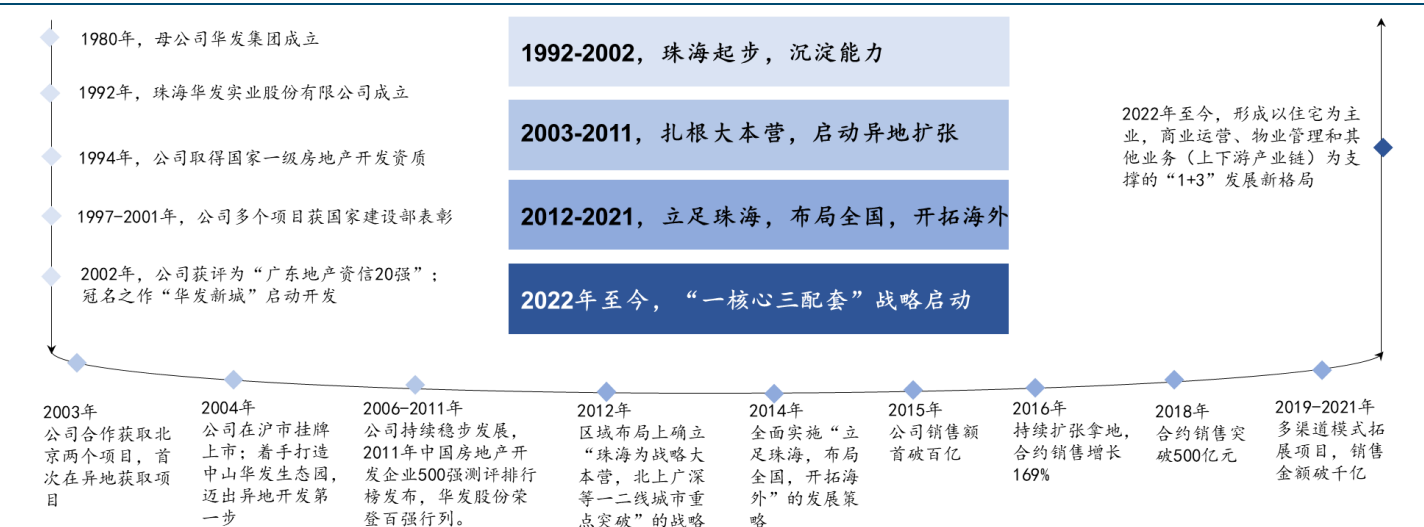 1980年，母公司华发集团成立
1992年，珠海华发实业股份有限公司成立
1994年，公司取得国家一级房地产开发资质
1997-2001年，公司多个项目获国家建设部表彰
2002年，公司获评为“广东地产资信20强”；
冠名之作“华发新城”启动开发
1992-2002，珠海起步，沉淀能力
2003-2011，扎根大本营，启动异地扩张
2012-2021，立足珠海，布局全国，开拓海外
2022年至今，“一核心三配套”战略启动
2022年至今，形成以住宅为主
业，商业运营、物业管理和其
他业务（上下游产业链）为支
撑的“1+3”发展新格局
2003年
公司合作获取北
京两个项目，首
次在异地获取项
目
2004年
公司在沪市挂牌
上市；着手打造
中山华发生态园，
迈出异地开发第
一步
2006-2011年
公司持续稳步发展，
2011年中国房地产开
发企业500强测评排行
榜发布，华发股份荣
登百强行列。
2012年
区域布局上确立
“珠海为战略大
本营，北上广深
等一二线城市重
点突破”的战略
2014年
全面实施“立
足珠海，布局
全国，开拓海
外”的发展策
略
2015年
公司销售额
首破百亿
2016年
持续扩张拿地，
合约销售增长
169%
2018年
合约销售突
破500亿元
2019-2021年
多渠道模式拓
展项目，销售
金额破千亿